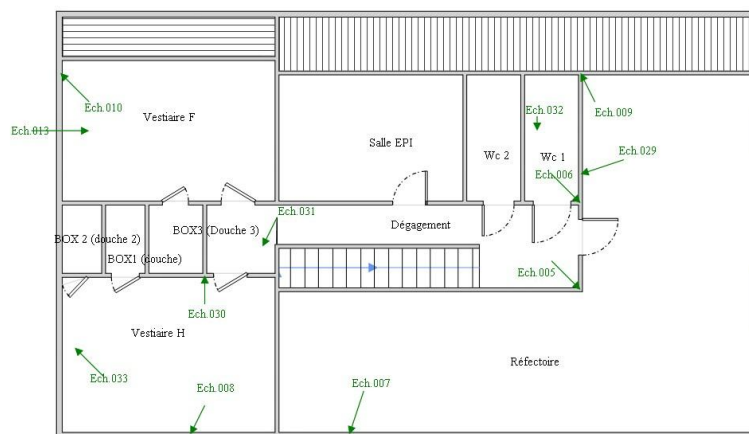 Ech.010
Ech.013
Vestiaire F
Ech.032
Ech.009
Salle EPI
Ech.029
Wc 2
Wc 1
Ech.006
Ech.031
Dégagement
BOX3 (Douche 3)
BOX 2 (douche 2)
BOX1 (douche)
Ech.005
Ech.030
Vestiaire H
Réfectoire
Ech.033
Ech.008
Ech.007